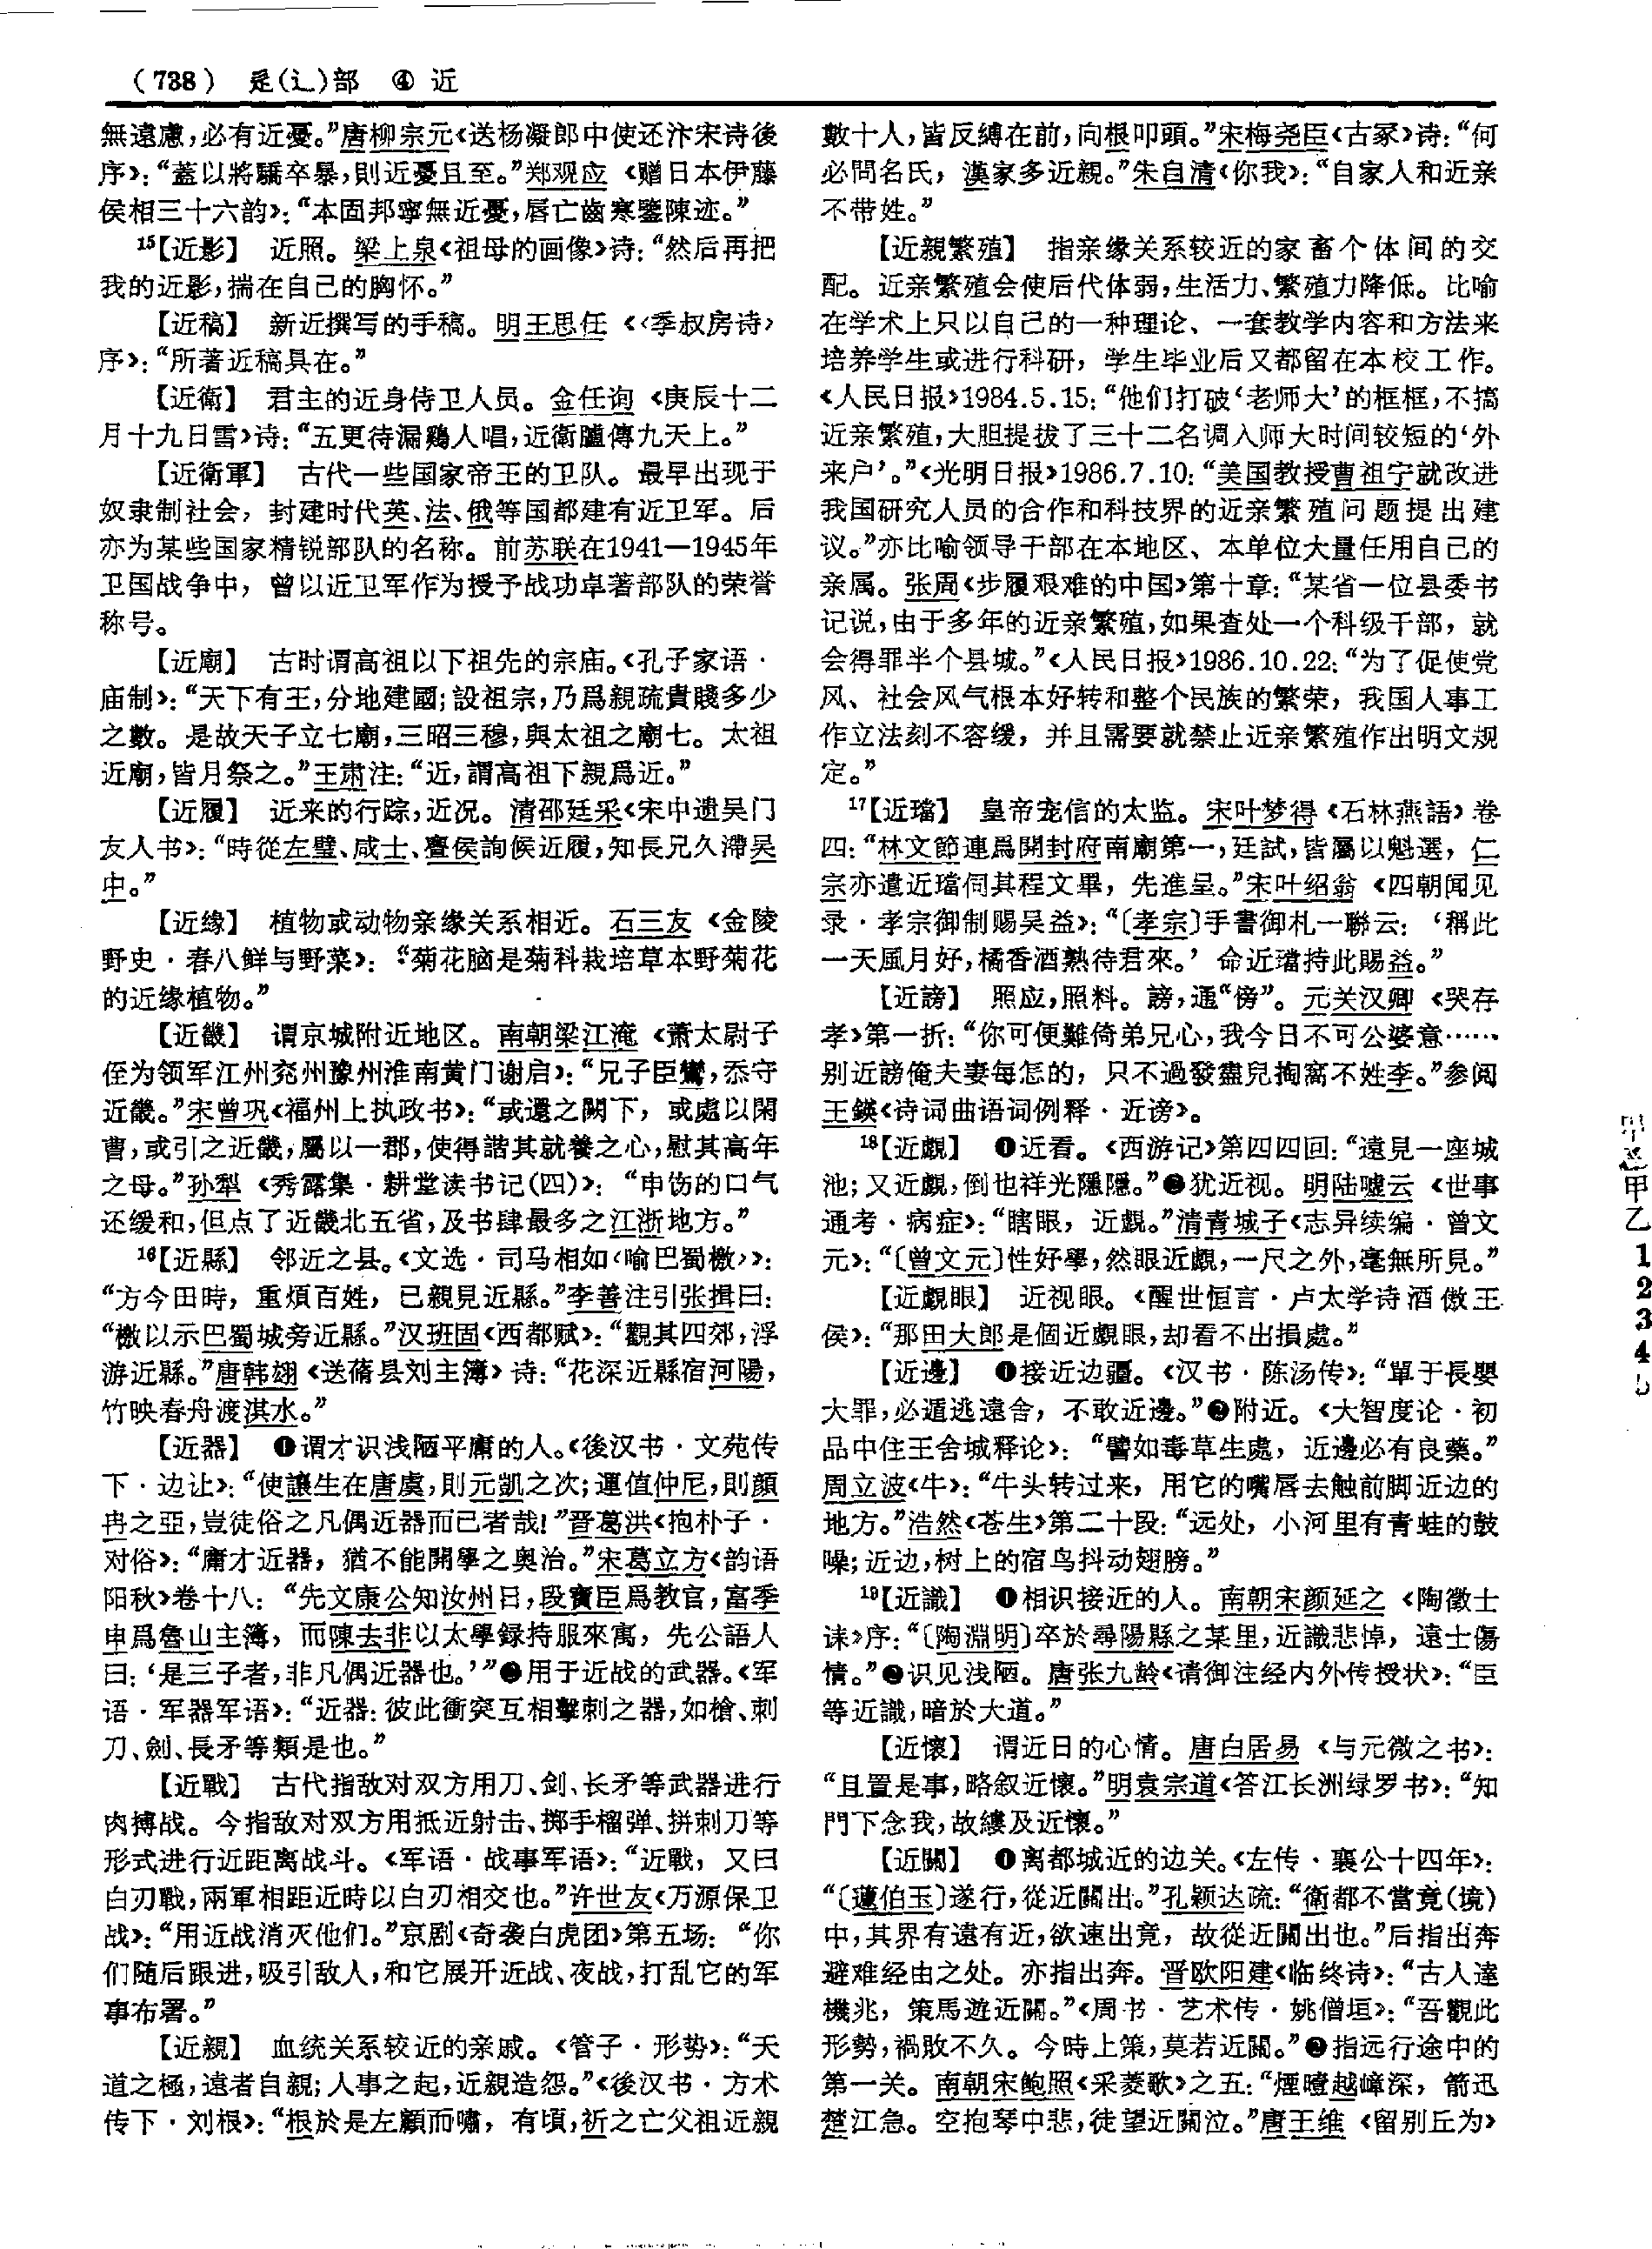 （738） 辵(辶)部 ④ 近
無遠慮，必有近憂。”唐柳宗元《送杨凝郎中使还汴宋诗後
序》：“蓋以將驕卒暴，則近憂且至。”郑观应《赠日本伊藤
侯相三十六韵》：“本固邦寧無近憂，唇亡齒寒鑒陳迹。”
15【近影】 近照。梁上泉《祖母的画像》诗：“然后再把
我的近影，揣在自己的胸怀。”
【近稿】 新近撰写的手稿。明王思任《〈季叔房诗〉
序》：“所著近稿具在。”
【近衛】 君主的近身侍卫人员。金任询《庚辰十二
月十九日雪》诗：“五更待漏鷄人唱，近衛臚傳九天上。”
【近衛軍】 古代一些国家帝王的卫队。最早出现于
奴隶制社会，封建时代英、法、俄等国都建有近卫军。后
亦为某些国家精锐部队的名称。前苏联在1941—1945年
卫国战争中，曾以近卫军作为授予战功卓著部队的荣誉
称号。
【近廟】 古时谓高祖以下祖先的宗庙。《孔子家语·
庙制》：“天下有王，分地建國；設祖宗，乃爲親疏貴賤多少
之數。是故天子立七廟，三昭三穆，與太祖之廟七。太祖
近廟，皆月祭之。”王肃注：“近，謂高祖下親爲近。”
【近履】 近来的行踪，近况。清邵廷采《宋中遗吴门
友人书》：“時從左璧、咸士、臺侯詢候近履，知長兄久滯吴
中。”
【近缘】 植物或动物亲缘关系相近。石三友《金陵
野史·春八鲜与野菜》：“菊花脑是菊科栽培草本野菊花
的近缘植物。”
【近畿】 谓京城附近地区。南朝梁江淹《萧太尉子
侄为领军江州兖州豫州淮南黄门谢启》：“兄子臣鸞，忝守
近畿。”宋曾巩《福州上执政书》：“或還之闕下，或處以閑
曹，或引之近畿，屬以一郡，使得諧其就養之心，慰其高年
之母。”孙犁《秀露集·耕堂读书记(四)》：“申饬的口气
还缓和，但点了近畿北五省，及书肆最多之江浙地方。”
16【近縣】 邻近之县。《文选·司马相如〈喻巴蜀檄〉》：
“方今田時，重煩百姓，已親見近縣。”李善注引张揖曰：
“檄以示巴蜀城旁近縣。”汉班固《西都赋》：“觀其四郊，浮
游近縣。”唐韩翃《送蓨县刘主簿》诗：“花深近縣宿河陽，
竹映春舟渡淇水。”
【近器】 ❶谓才识浅陋平庸的人。《後汉书·文苑传
下·边让》：“使讓生在唐虞，則元凱之次；運值仲尼，則顔
冉之亞，豈徒俗之凡偶近器而已者哉！”晋葛洪《抱朴子·
对俗》：“庸才近器，猶不能開學之奥治。”宋葛立方《韵语
阳秋》卷十八：“先文康公知汝州日，段寶臣爲教官，富季
申爲魯山主簿，而陳去非以太學録持服來寓，先公語人
曰：‘是三子者，非凡偶近器也。’”❷用于近战的武器。《军
语·军器军语》：“近器：彼此衝突互相擊刺之器，如槍、刺
刀、劍、長矛等類是也。”
【近戰】 古代指敌对双方用刀、剑、长矛等武器进行
肉搏战。今指敌对双方用抵近射击、掷手榴弹、拼刺刀等
形式进行近距离战斗。《军语·战事军语》：“近戰，又曰
白刃戰，兩軍相距近時以白刃相交也。”许世友《万源保卫
战》：“用近战消灭他们。”京剧《奇袭白虎团》第五场：“你
们随后跟进，吸引敌人，和它展开近战、夜战，打乱它的军
事布署。”
【近親】 血统关系较近的亲戚。《管子·形势》：“天
道之極，遠者自親；人事之起，近親造怨。”《後汉书·方术
传下·刘根》：“根於是左顧而嘯，有頃，祈之亡父祖近親
數十人，皆反縛在前，向根叩頭。”宋梅尧臣《古冢》诗：“何
必問名氏，漢家多近親。”朱自清《你我》：“自家人和近亲
不带姓。”
【近親繁殖】 指亲缘关系较近的家畜个体间的交
配。近亲繁殖会使后代体弱，生活力、繁殖力降低。比喻
在学术上只以自己的一种理论、一套教学内容和方法来
培养学生或进行科研，学生毕业后又都留在本校工作。
《人民日报》1984.5.15：“他们打破‘老师大’的框框，不搞
近亲繁殖，大胆提拔了三十二名调入师大时间较短的‘外
来户’。”《光明日报》1986.7.10：“美国教授曹祖宁就改进
我国研究人员的合作和科技界的近亲繁殖问题提出建
议。”亦比喻领导干部在本地区、本单位大量任用自己的
亲属。张周《步履艰难的中国》第十章：“某省一位县委书
记说，由于多年的近亲繁殖，如果查处一个科级干部，就
会得罪半个县城。”《人民日报》1986.10.22：“为了促使党
风、社会风气根本好转和整个民族的繁荣，我国人事工
作立法刻不容缓，并且需要就禁止近亲繁殖作出明文规
定。”
17【近璫】 皇帝宠信的太监。宋叶梦得《石林燕語》卷
四：“林文節連爲開封府南廟第一，廷試，皆屬以魁選，仁
宗亦遣近璫伺其程文畢，先進呈。”宋叶绍翁《四朝闻见
录·孝宗御制赐吴益》：“〔孝宗〕手書御札一聯云：‘稱此
一天風月好，橘香酒熟待君來。’命近璫持此賜益。”
【近謗】 照应，照料。謗，通“傍”。元关汉卿《哭存
孝》第一折：“你可便難倚弟兄心，我今日不可公婆意……
别近謗俺夫妻每怎的，只不過發盡兒掏窩不姓李。”参阅
王鍈《诗词曲语词例释·近谤》。
18【近覷】 ❶近看。《西游记》第四四回：“遠見一座城
池；又近覷，倒也祥光隱隱。”❷犹近视。明陆嘘云《世事
通考·病症》：“瞎眼，近覷。”清青城子《志异续编·曾文
元》：“〔曾文元〕性好學，然眼近覷，一尺之外，毫無所見。”
【近覷眼】 近视眼。《醒世恒言·卢太学诗酒傲王
侯》：“那田大郎是個近覷眼，却看不出損處。”
【近邊】 ❶接近边疆。《汉书·陈汤传》：“單于長嬰
大罪，必遁逃遠舍，不敢近邊。”❷附近。《大智度论·初
品中住王舍城释论》：“譬如毒草生處，近邊必有良藥。”
周立波《牛》：“牛头转过来，用它的嘴唇去触前脚近边的
地方。”浩然《苍生》第二十段：“远处，小河里有青蛙的鼓
噪；近边，树上的宿鸟抖动翅膀。”
19【近識】 ❶相识接近的人。南朝宋颜延之《陶徵士
诔》序：“〔陶淵明〕卒於尋陽縣之某里，近識悲悼，遠士傷
情。”❷识见浅陋。唐张九龄《请御注经内外传授状》：“臣
等近識，暗於大道。”
【近懷】 谓近日的心情。唐白居易《与元微之书》：
“且置是事，略叙近懷。”明袁宗道《答江长洲绿罗书》：“知
門下念我，故縷及近懷。”
【近關】 ❶离都城近的边关。《左传·襄公十四年》：
“〔蘧伯玉〕遂行，從近關出。”孔颖达疏：“衛都不當竟(境)
中，其界有遠有近，欲速出竟，故從近關出也。”后指出奔
避难经由之处。亦指出奔。晋欧阳建《临终诗》：“古人達
機兆，策馬遊近關。”《周书·艺术传·姚僧垣》：“吾觀此
形勢，禍敗不久。今時上策，莫若近關。”❷指远行途中的
第一关。南朝宋鲍照《采菱歌》之五：“煙曀越嶂深，箭迅
楚江急。空抱琴中悲，徒望近關泣。”唐王维《留别丘为》
甲乙1234